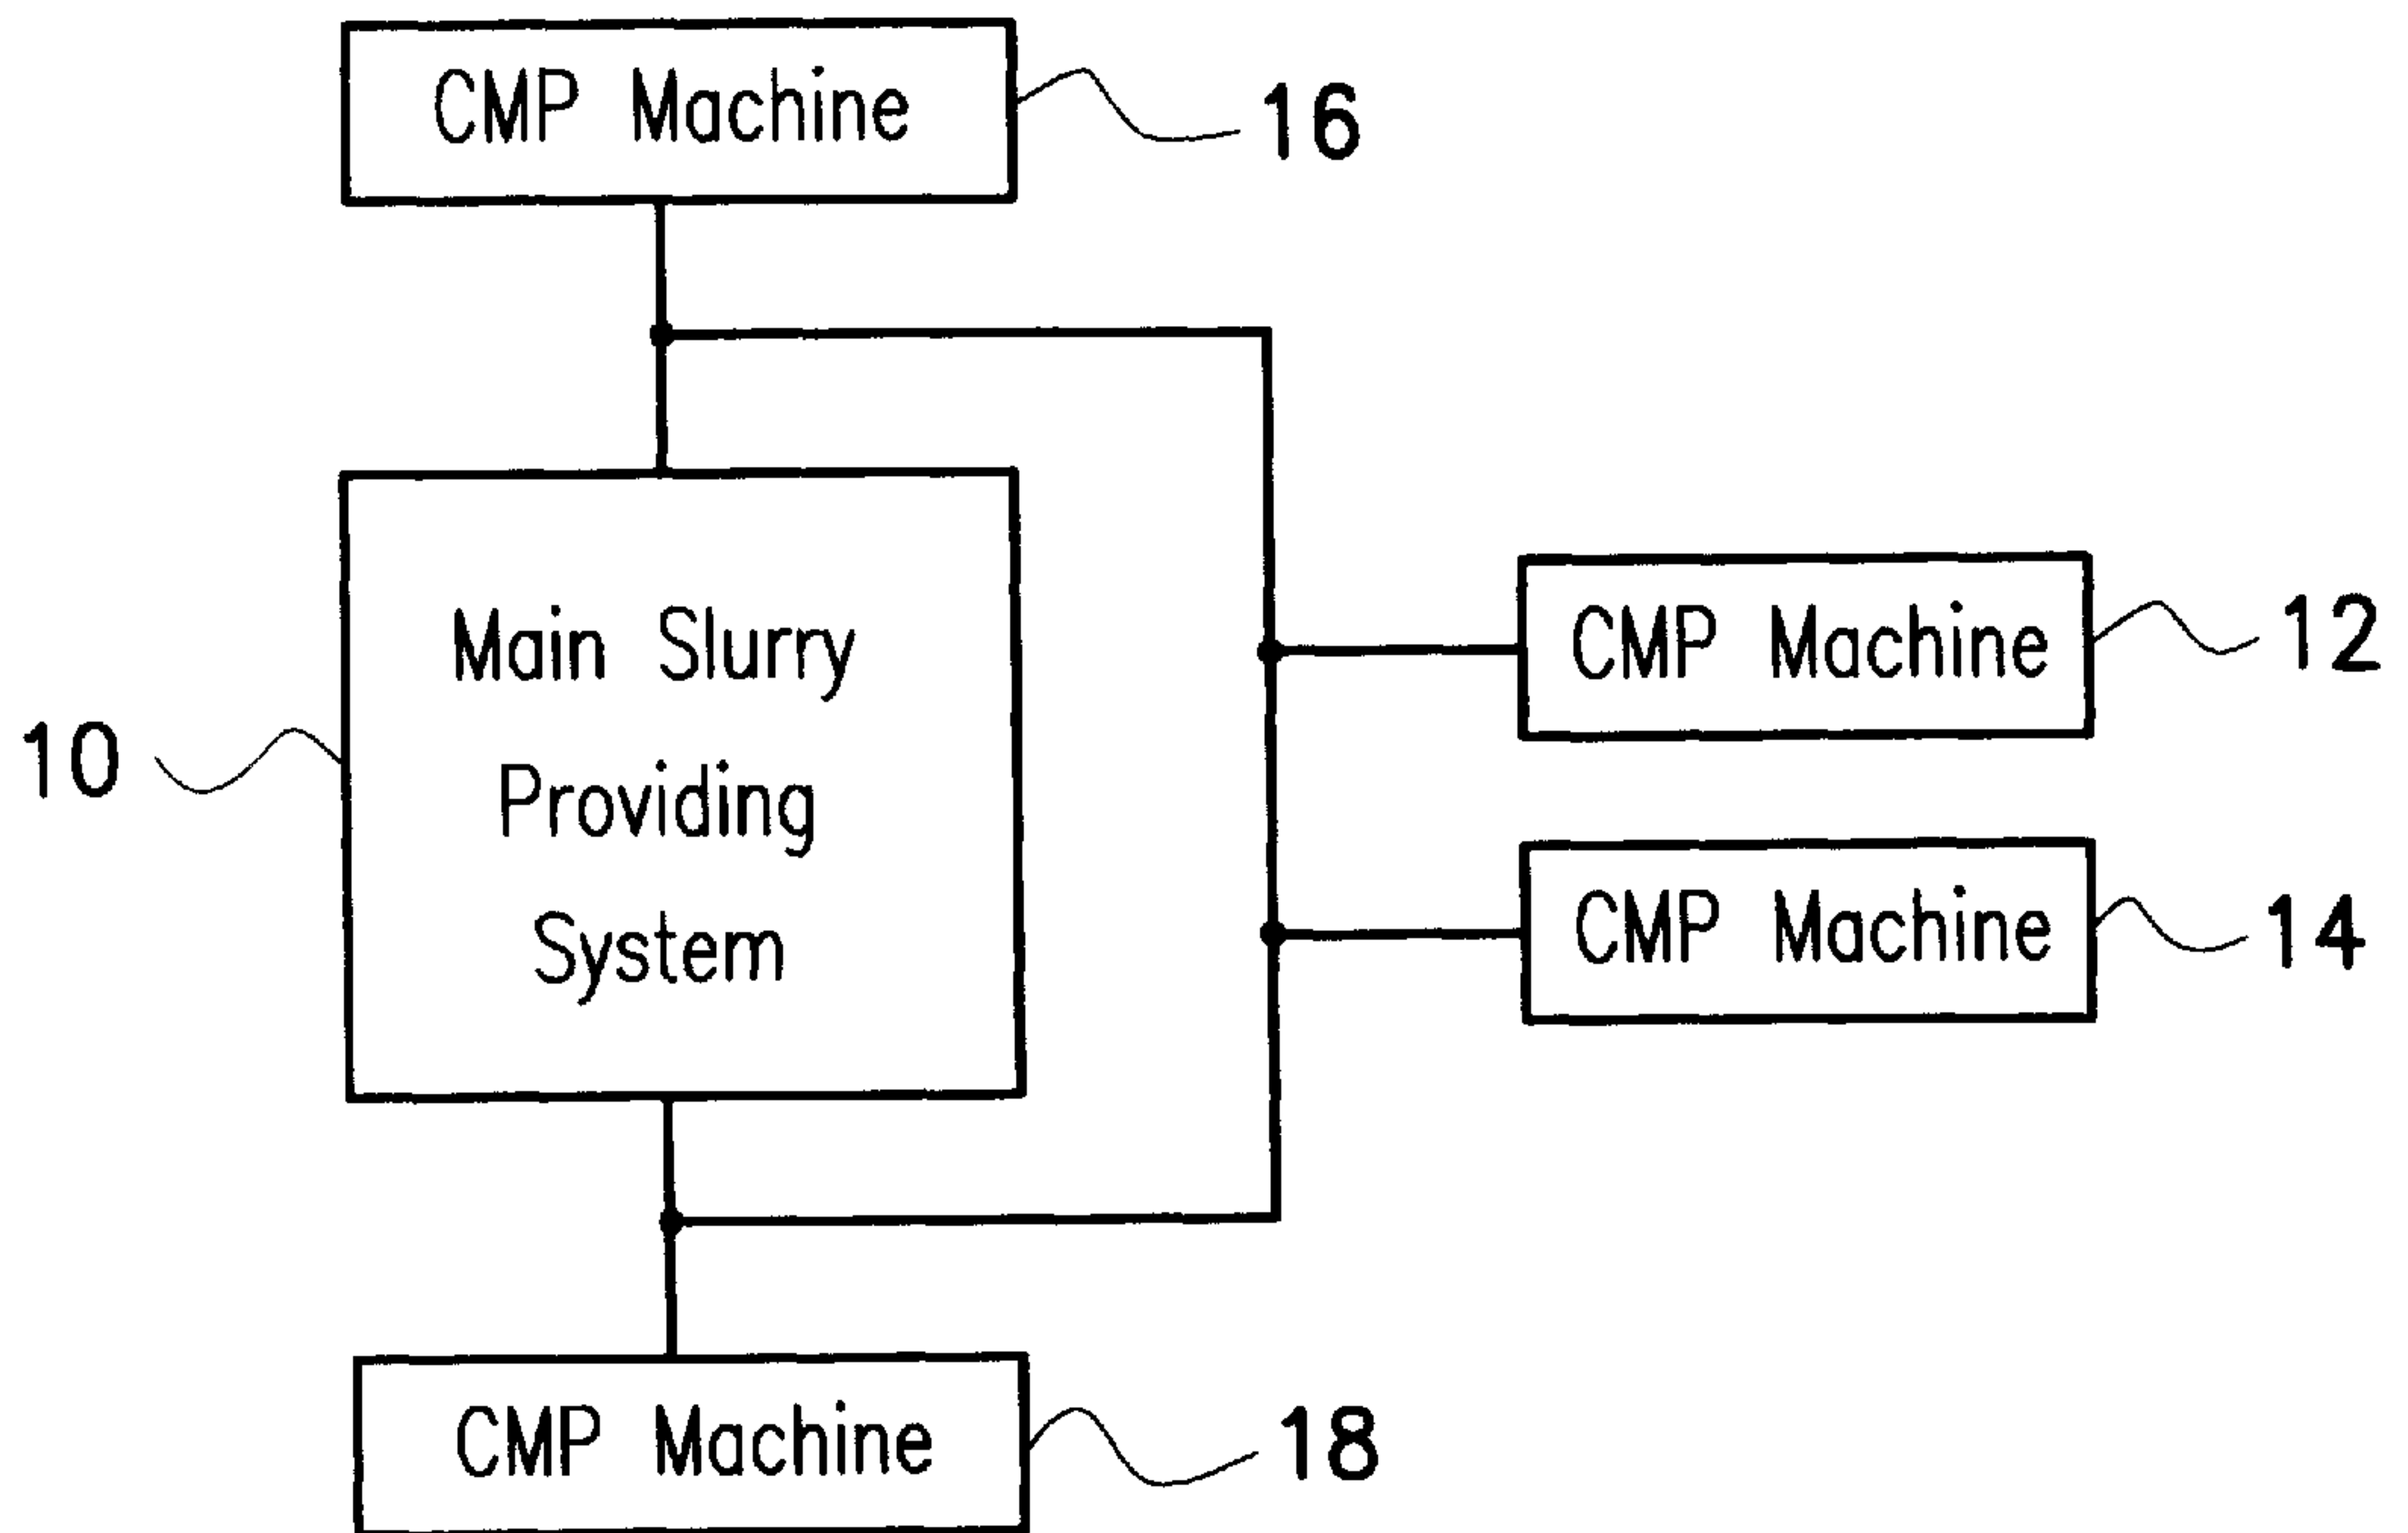 CMP Machine
16
Main Slurry
Providing
System
10
CMP Machine
12
CMP Machine
14
CMP Machine
18